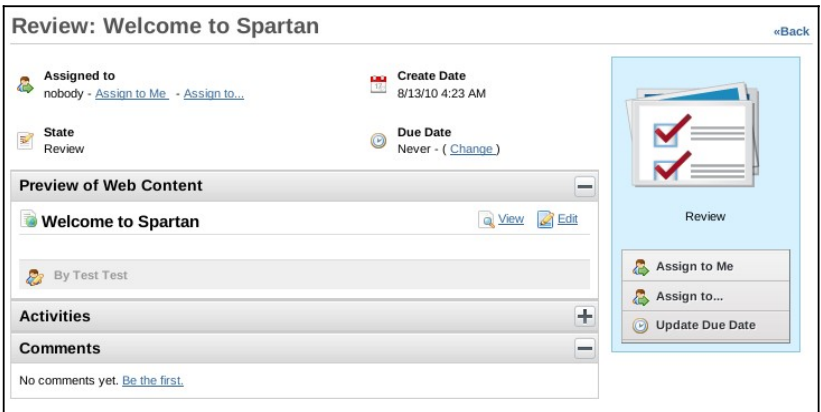 Review: Welcome to Spartan
«Back
Assigned to
nobody - Assign to Me - Assign to...
Create Date
8/13/10 4:23 AM
State
Review
Due Date
Never - ( Change )
Preview of Web Content
Welcome to Spartan
View
Edit
By Test Test
Activities
Comments
No comments yet. Be the first.
Review
Assign to Me
Assign to...
Update Due Date